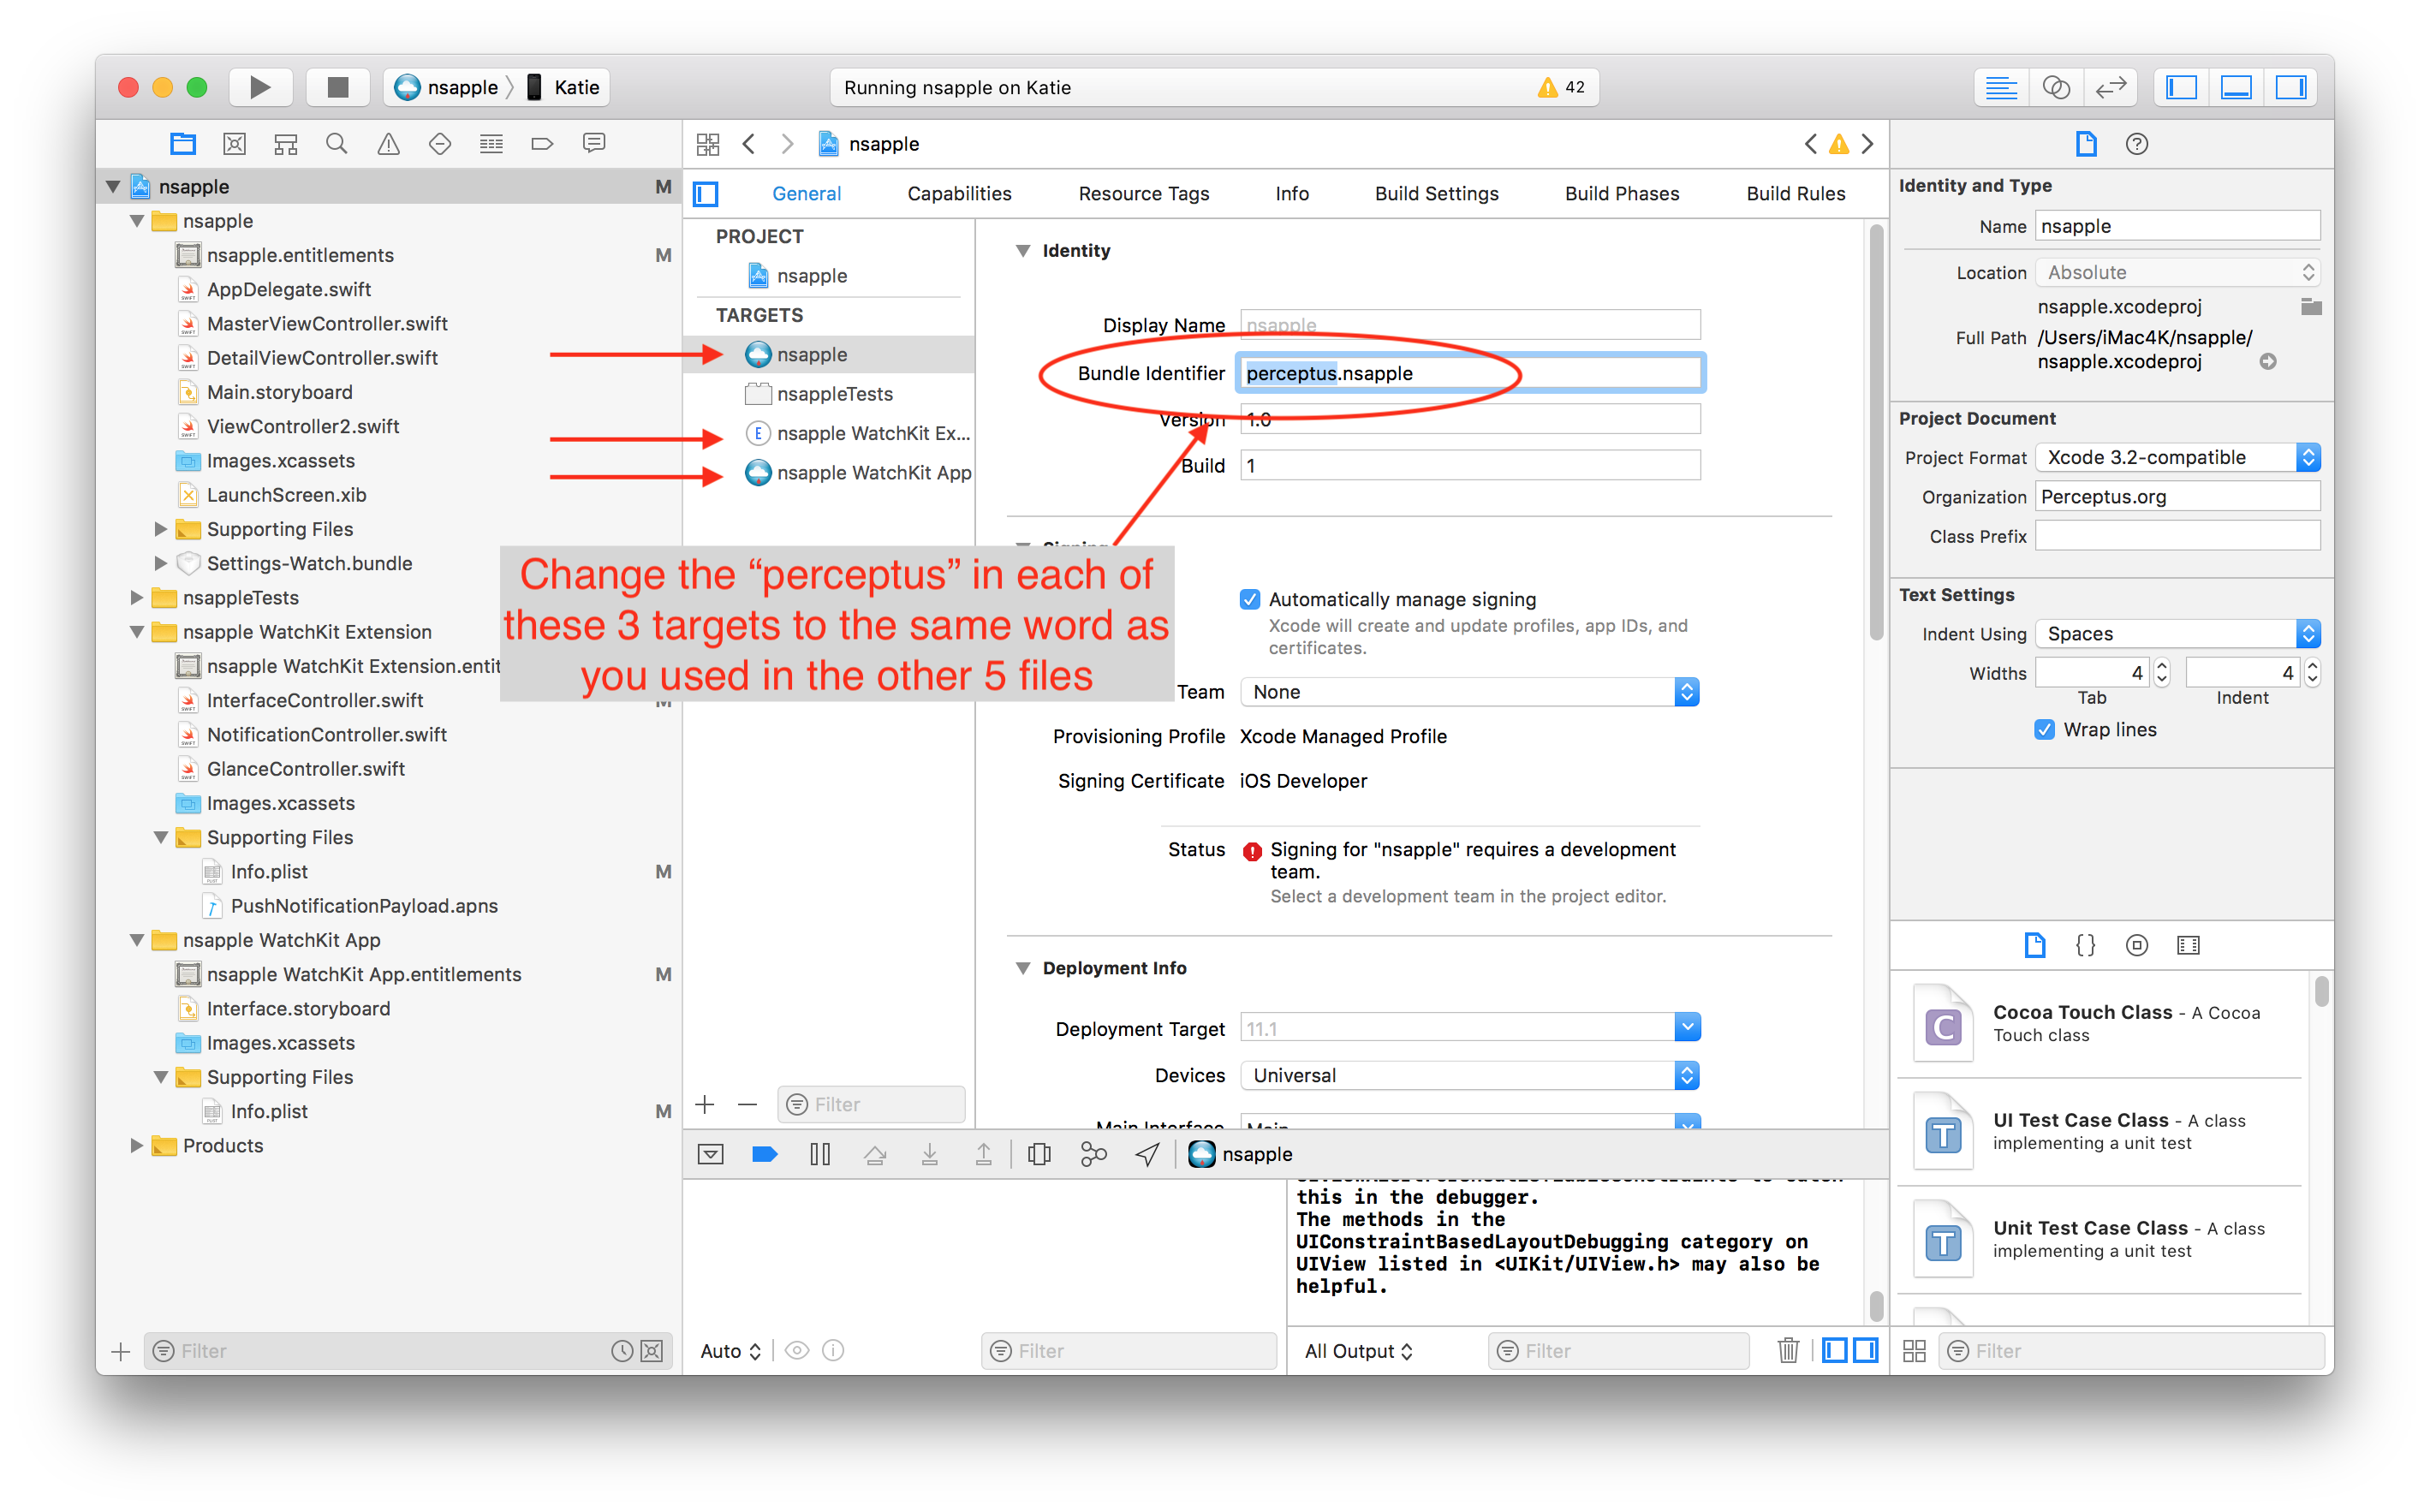 nsapple
Katie
Running nsapple on Katie
42
nsapple
M
nsapple
nsapple.entitlements
M
AppDelegate.swift
MasterViewController.swift
DetailViewController.swift
Main.storyboard
ViewController2.swift
Images.xcassets
LaunchScreen.xib
Supporting Files
Settings-Watch.bundle
nsappleTests
nsapple WatchKit Extension
nsapple WatchKit Extension.entit
InterfaceController.swift
M
NotificationController.swift
GlanceController.swift
Images.xcassets
Supporting Files
Info.plist
M
PushNotificationPayload.apns
nsapple WatchKit App
nsapple WatchKit App.entitlements
M
Interface.storyboard
Images.xcassets
Supporting Files
Info.plist
M
Products
Filter
nsapple
General
Capabilities
Resource Tags
Info
Build Settings
Build Phases
Build Rules
PROJECT
nsapple
TARGETS
nsapple
nsappleTests
E
nsapple WatchKit Ex...
nsapple WatchKit App
Filter
Identity
Display Name
nsapple
Bundle Identifier
perceptus.nsapple
Version
1.0
Build
1
Change the “perceptus” in each of
these 3 targets to the same word as
you used in the other 5 files
Signing
Automatically manage signing
Xcode will create and update profiles, app IDs, and
certificates.
Team
None
Provisioning Profile
Xcode Managed Profile
Signing Certificate
iOS Developer
Status
Signing for "nsapple" requires a development
team.
Select a development team in the project editor.
Deployment Info
Deployment Target
11.1
Devices
Universal
Main Interface
Main
nsapple
this in the debugger.
The methods in the
UIConstraintBasedLayoutDebugging category on
UIView listed in <UIKit/UIView.h> may also be
helpful.
Auto
Filter
All Output
Filter
Identity and Type
Name
nsapple
Location
Absolute
nsapple.xcodeproj
Full Path
/Users/iMac4K/nsapple/
nsapple.xcodeproj
Project Document
Project Format
Xcode 3.2-compatible
Organization
Perceptus.org
Class Prefix
Text Settings
Indent Using
Spaces
Widths
4
4
Tab
Indent
Wrap lines
{}
C
Cocoa Touch Class - A Cocoa
Touch class
T
UI Test Case Class - A class
implementing a unit test
T
Unit Test Case Class - A class
implementing a unit test
Filter